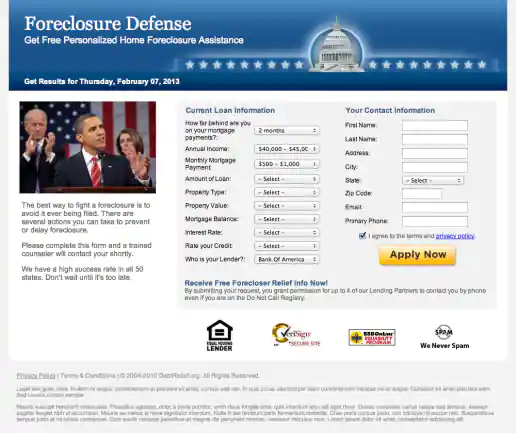 Foreclosure Defense
Get Free Personalized Home Foreclosure Assistance
Get Results for Thursday, February 07, 2013
The best way to fight a foreclosure is to
avoid it ever being filed. There are
several actions you can take to prevent
or delay foreclosure.
Please complete this form and a trained
counseler will contact your shortly.
We have a high success rate in all 50
states. Don't wait until it's too late
Current Loan Information
How far behind are you
on your mortgage
payments?: 2 months
Annual Income: $40,000 - $45,00
Monthly Mortgage
Payment: $500 - $1,000
Amount of Loan: - Select -
Property Type: - Select -
Property Value: - Select -
Mortgage Balance: - Select -
Interest Rate: - Select -
Rate your Credit: - Select -
Who is your Lender?: Bank Of America
Your Contact information
First Name:
Last Name:
Address:
City:
State: - Select -
Zip Code:
Email:
Primary Phone:
I agree to the terms and privacy policy.
Apply Now
Receive Free Forecloser Relief Info Now!
By submitting your request, you grant permission for up to 4 of our Lending Partners to contact you by phone
even if you are on the Do Not Call Registry.
EQUAL HOUSING
LENDER
VeriSign
SECURE SITE
BBBOnLine
RELIABILITY
PROGRAM
SPAM
We Never Spam
Privacy Policy | Terms & Conditions | © 2004-2010 DebtRelief.org. All Rights Reserved.